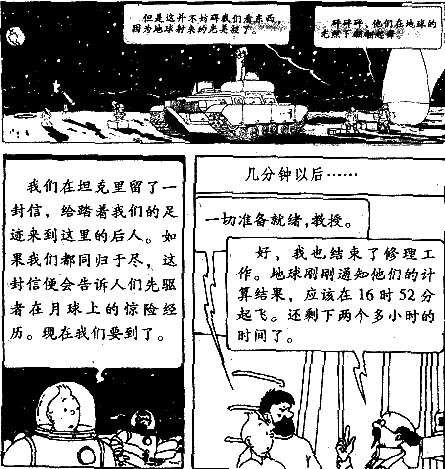 但是这并不妨碍我们看东西
因为地球射来的光美极了
砰砰砰、他们在地球的
光照下翩翩起舞
我们在坦克里留了一
封信，给踏着我们的足
迹来到这里的后人。如
果我们都同归于尽，这
封信便会告诉人们先驱
者在月球上的惊险经
历。现在我们要到了。
几分钟以后……
一切准备就绪，教授。
好，我也结束了修理工
作。地球刚刚通知他们的计
算结果，应该在16时52分
起飞。还剩下两个多小时的
时间了。